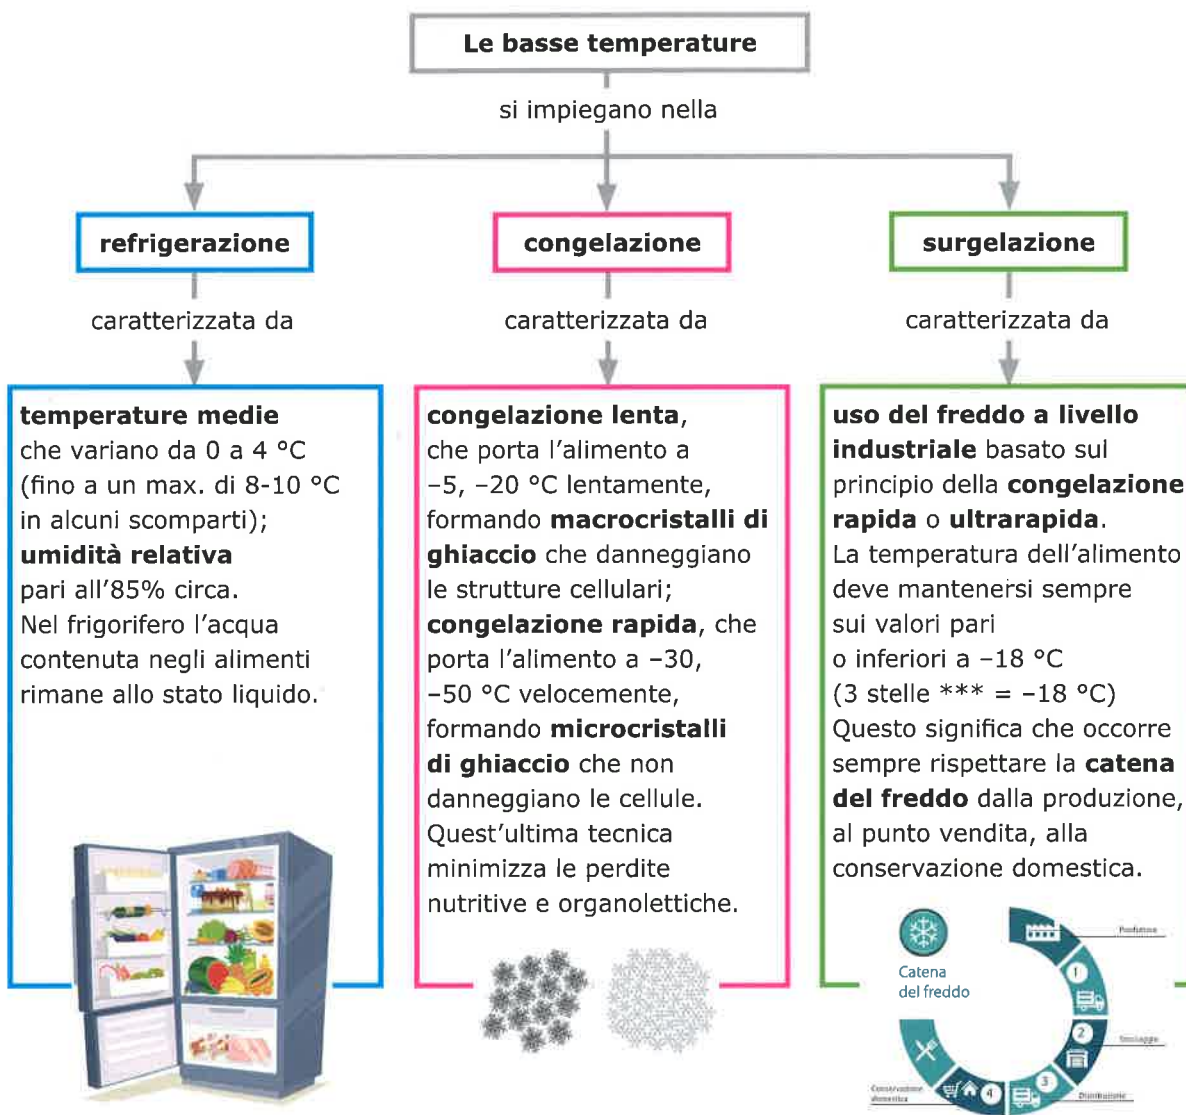 Le basse temperature
si impiegano nella
refrigerazione
caratterizzata da
temperature medie
che variano da 0 a 4 °C
(fino a un max. di 8-10 °C
in alcuni scomparti);
umidità relativa
pari all'85% circa.
Nel frigorifero l'acqua
contenuta negli alimenti
rimane allo stato liquido.
congelazione
caratterizzata da
congelazione lenta,
che porta l'alimento a
–5, –20 °C lentamente,
formando macrocristalli di
ghiaccio che danneggiano
le strutture cellulari;
congelazione rapida, che
porta l'alimento a –30,
–50 °C velocemente,
formando microcristalli
di ghiaccio che non
danneggiano le cellule.
Quest'ultima tecnica
minimizza le perdite
nutritive e organolettiche.
surgelazione
caratterizzata da
uso del freddo a livello
industriale basato sul
principio della congelazione
rapida o ultrarapida.
La temperatura dell'alimento
deve mantenersi sempre
sui valori pari
o inferiori a –18 °C
(3 stelle *** = –18 °C)
Questo significa che occorre
sempre rispettare la catena
del freddo dalla produzione,
al punto vendita, alla
conservazione domestica.
Catena
del freddo
1
2
Stoccaggio
3
Distribuzione
4
Conservazione
domestica